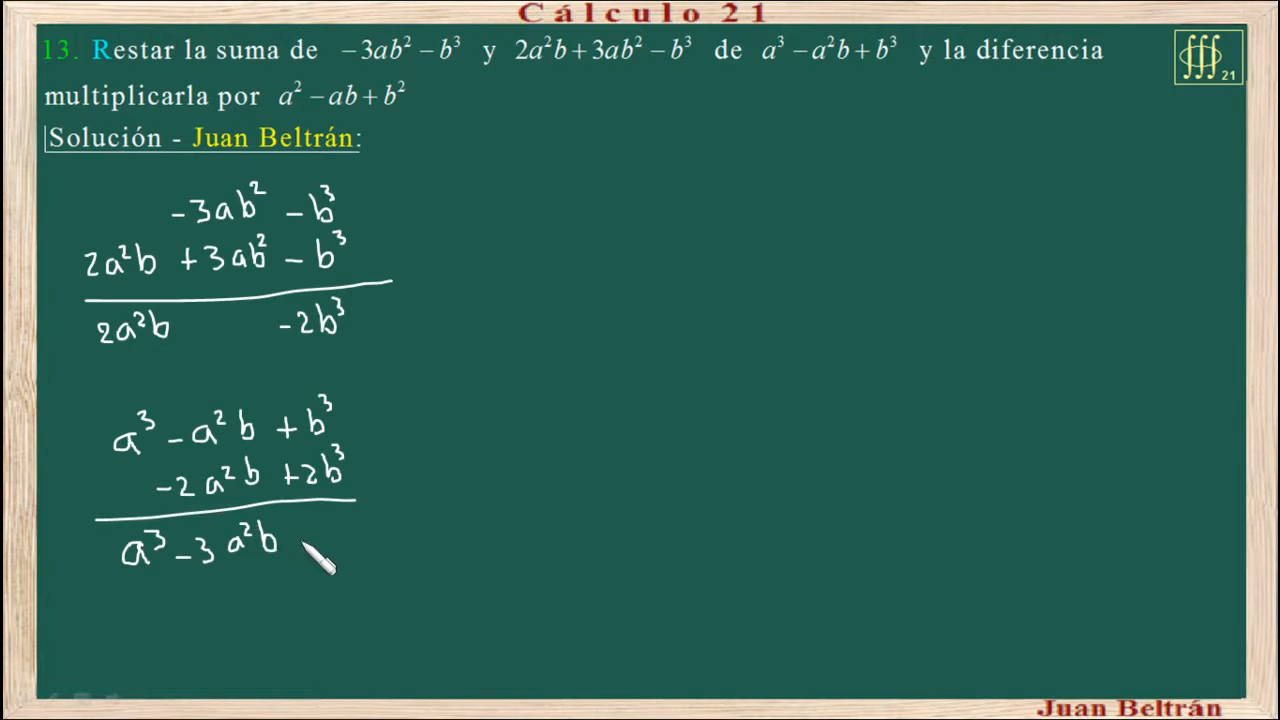 Cálculo 21
13. Restar la suma de −3ab² − b³ y 2a²b + 3ab² − b³ de a³ − a²b + b³ y la diferencia
∫∫∫ 21
multiplicarla por a² − ab + b²
Solución - Juan Beltrán:
-3ab² - b³
2a²b +3ab² - b³
2a²b -2b³
a³ - a²b + b³
-2a²b +2b³
a³ - 3a²b
Juan Beltrán